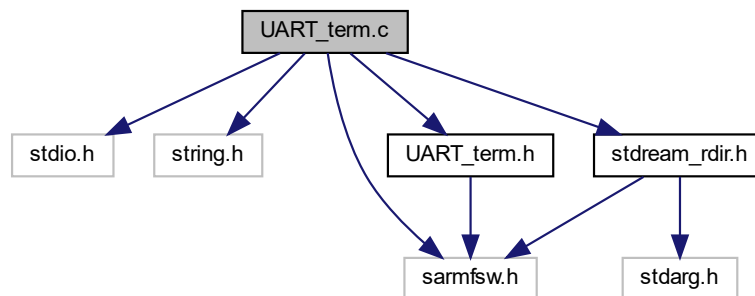 UART_term.c
stdio.h
string.h
UART_term.h
stdream_rdir.h
sarmfsw.h
stdarg.h